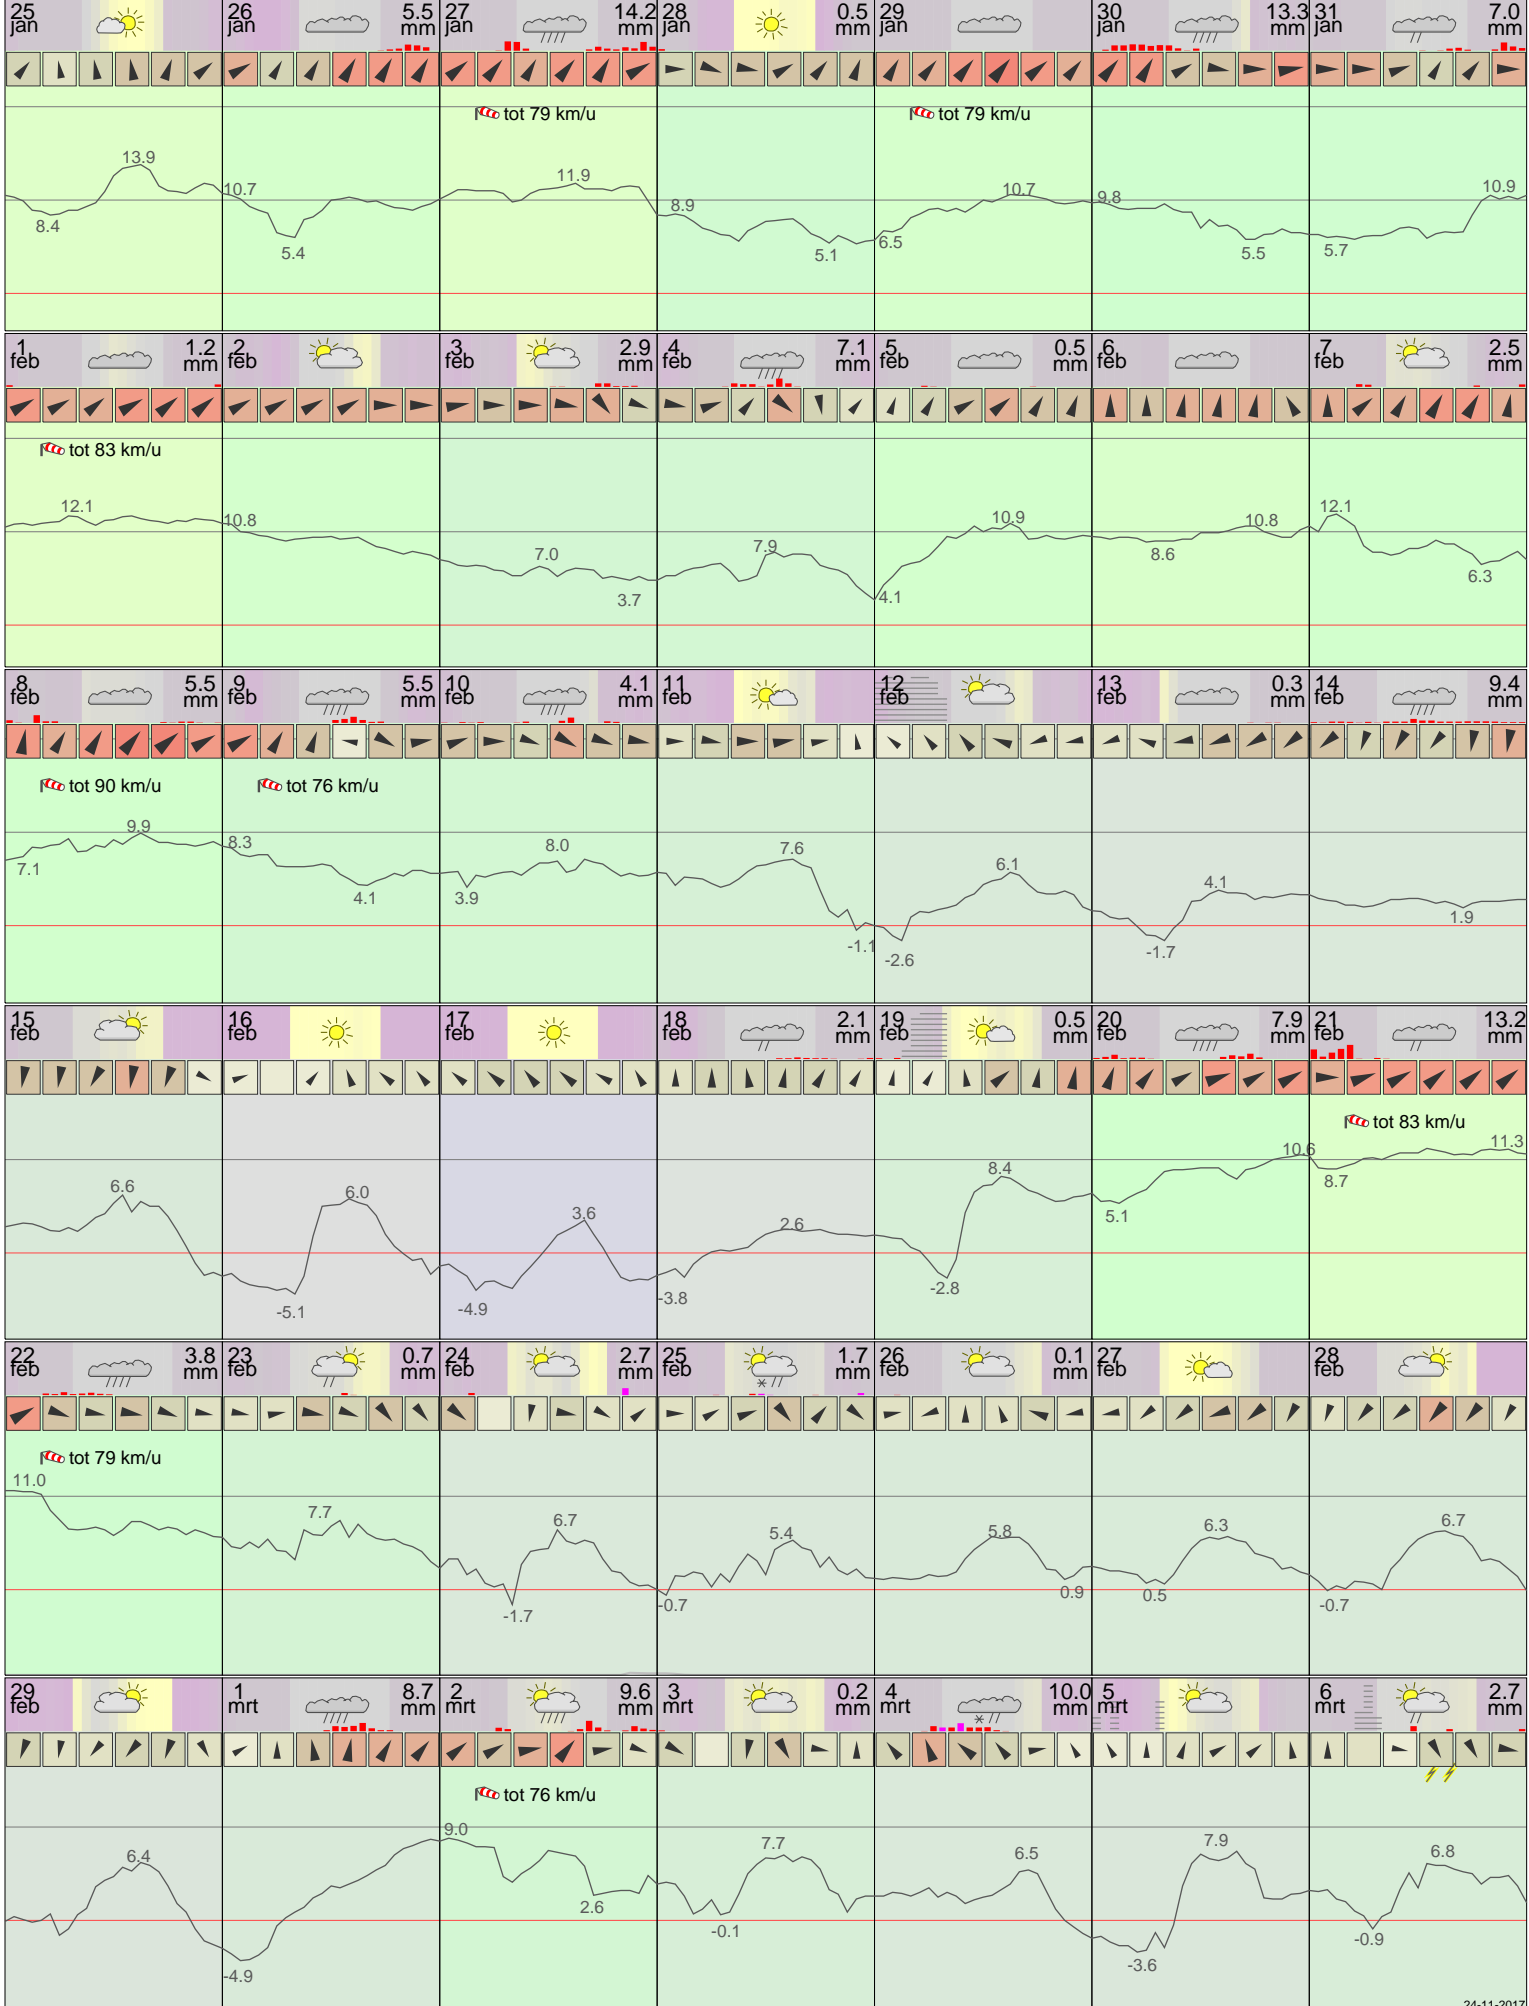 25 jan
26 jan 5.5 mm
27 jan 14.2 mm
28 jan 0.5 mm
29 jan
30 jan 13.3 mm
31 jan 7.0 mm
tot 79 km/u
tot 79 km/u
13.9
8.4
10.7
5.4
11.9
8.9
5.1
6.5
10.7
9.8
5.5
5.7
10.9
1 feb 1.2 mm
2 feb
3 feb 2.9 mm
4 feb 7.1 mm
5 feb 0.5 mm
6 feb
7 feb 2.5 mm
tot 83 km/u
12.1
10.8
7.0
3.7
7.9
4.1
10.9
8.6
10.8
12.1
6.3
8 feb 5.5 mm
9 feb 5.5 mm
10 feb 4.1 mm
11 feb
12 feb
13 feb 0.3 mm
14 feb 9.4 mm
tot 90 km/u
tot 76 km/u
7.1
9.9
8.3
4.1
3.9
8.0
7.6
-1.1
-2.6
6.1
-1.7
4.1
1.9
15 feb
16 feb
17 feb
18 feb 2.1 mm
19 feb 0.5 mm
20 feb 7.9 mm
21 feb 13.2 mm
tot 83 km/u
6.6
-5.1
6.0
-4.9
3.6
-3.8
2.6
-2.8
8.4
5.1
10.6
8.7
11.3
22 feb 3.8 mm
23 feb 0.7 mm
24 feb 2.7 mm
25 feb 1.7 mm
26 feb 0.1 mm
27 feb
28 feb
tot 79 km/u
11.0
7.7
-1.7
6.7
-0.7
5.4
5.8
0.9
0.5
6.3
-0.7
6.7
29 feb
1 mrt 8.7 mm
2 mrt 9.6 mm
3 mrt 0.2 mm
4 mrt 10.0 mm
5 mrt
6 mrt 2.7 mm
tot 76 km/u
6.4
-4.9
9.0
2.6
-0.1
7.7
6.5
-3.6
7.9
-0.9
6.8
24-11-2017